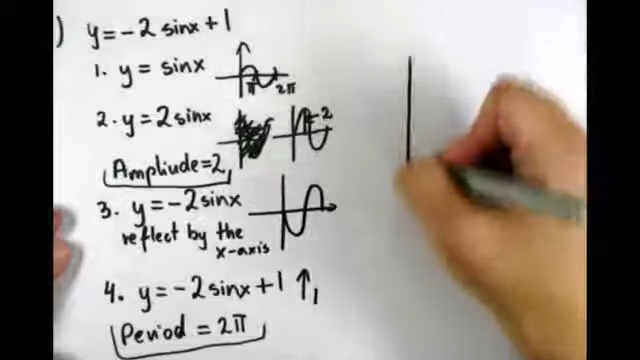 ) y = -2 sinx + 1
1. y = sinx
π 2π
2. y = 2 sinx
2
Ampliude = 2
3. y = -2 sinx
reflect by the
x-axis
4. y = -2 sinx + 1 ↑ 1
Period = 2π